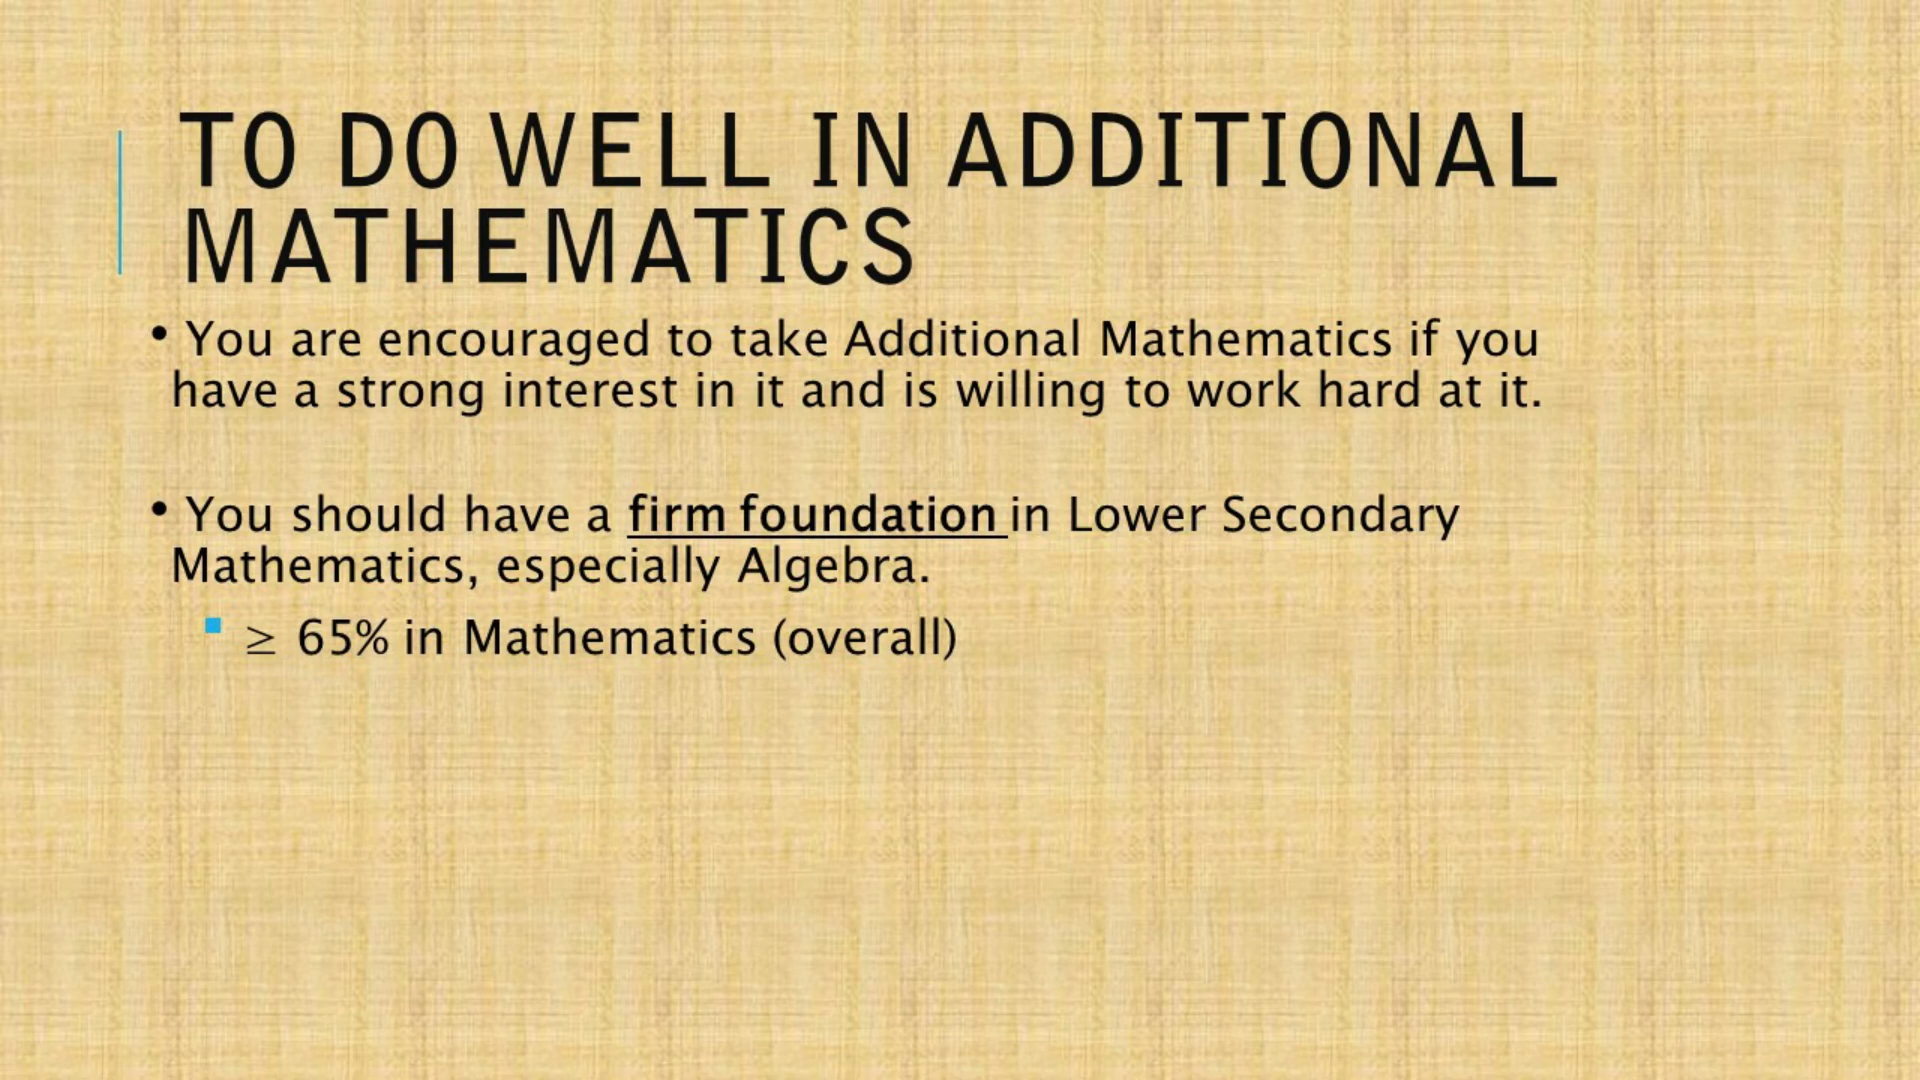 TO DO WELL IN ADDITIONAL
MATHEMATICS
• You are encouraged to take Additional Mathematics if you
have a strong interest in it and is willing to work hard at it.
• You should have a firm foundation in Lower Secondary
Mathematics, especially Algebra.
▪ ≥ 65% in Mathematics (overall)